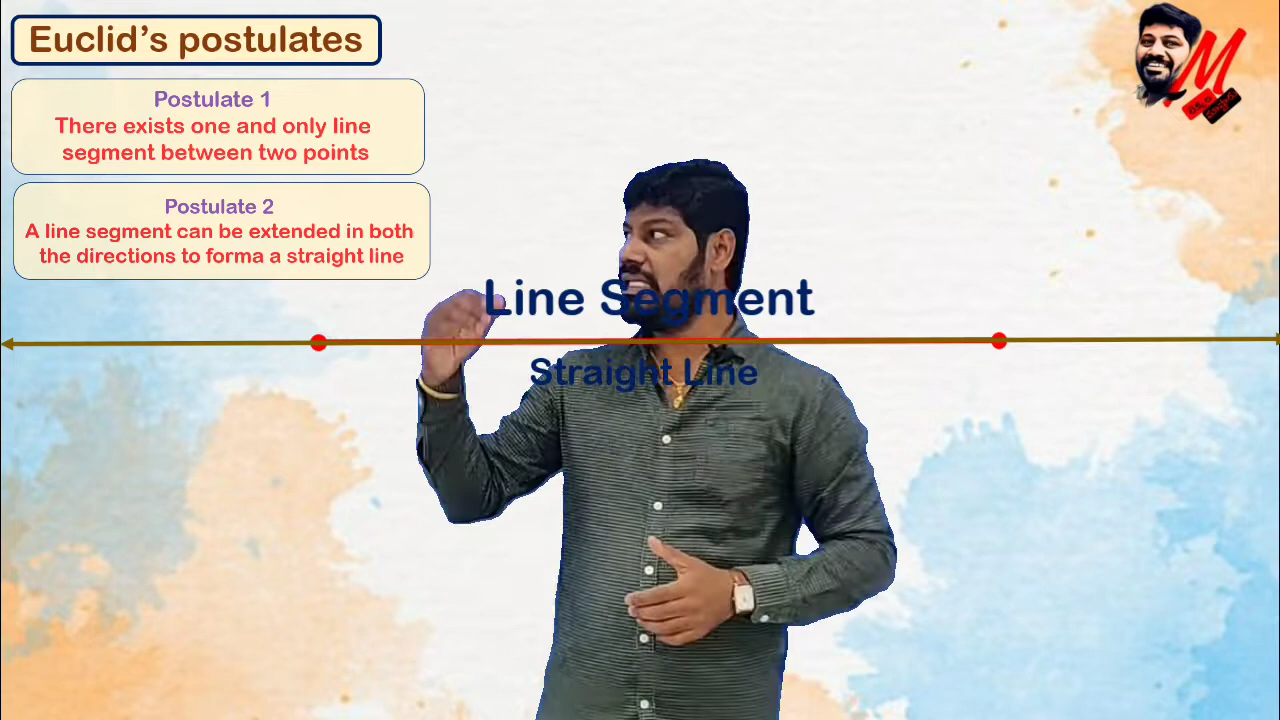 Euclid’s postulates
Postulate 1
There exists one and only line
segment between two points
Postulate 2
A line segment can be extended in both
the directions to forma a straight line
Line Segment
Straight Line
M